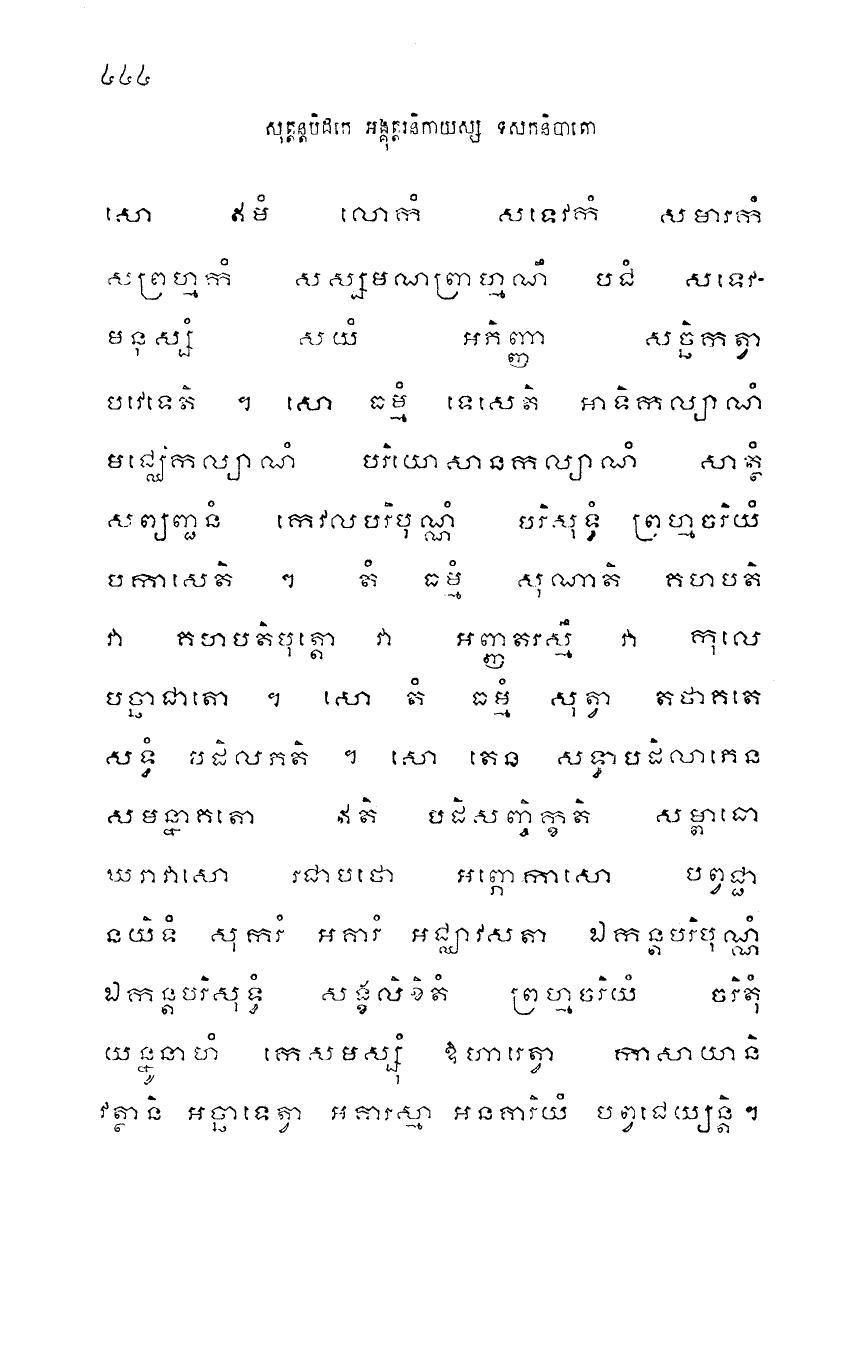 ៤៤៤
សុត្តន្តបិដកេ អង្គុត្តរនិកាយស្ស ទសកនិបាតោ
សោ ឥមំ លោកំ សទេវកំ សមារកំ
សព្រហ្មកំ សស្សមណព្រាហ្មណឹ បជំ សទេវ-
មនុស្សំ សយំ អភិញ្ញា សច្ឆិកត្វា
បវេទេតិ ។ សោ ធម្មំ ទេសេតិ អាទិកល្យាណំ
មជ្ឈេកល្យាណំ បរិយោសានកល្យាណំ សាត្ថំ
សព្យញ្ជនំ កេវលបរិបុណ្ណំ បរិសុទ្ធំ ព្រហ្មចរិយំ
បកាសេតិ ។ តំ ធម្មំ សុណាតិ គហបតិ
វា គហបតិបុត្តោ វា អញ្ញតរស្មឹ វា កុលេ
បច្ឆាជាតោ ។ សោ តំ ធម្មំ សុត្វា តថាគតេ
សទ្ធំ បដិលភតិ ។ សោ តេន សទ្ធាបដិលាភេន
សមន្នាគតោ ឥតិ បដិសញ្ចិក្ខតិ សម្ពាធោ
ឃរាវាសោ រជាបថោ អព្ភោកាសោ បព្វជ្ជា
នយិទំ សុករំ អគារំ អជ្ឈាវសតា ឯកន្តបរិបុណ្ណំ
ឯកន្តបរិសុទ្ធំ សង្ខលិខិតំ ព្រហ្មចរិយំ ចរិតុំ
យន្នូនាហំ កេសមស្សុំ ឱហារេត្វា កាសាយានិ
វត្ថានិ អច្ឆាទេត្វា អគារស្មា អនគារិយំ បព្វជេយ្យន្តិ ។